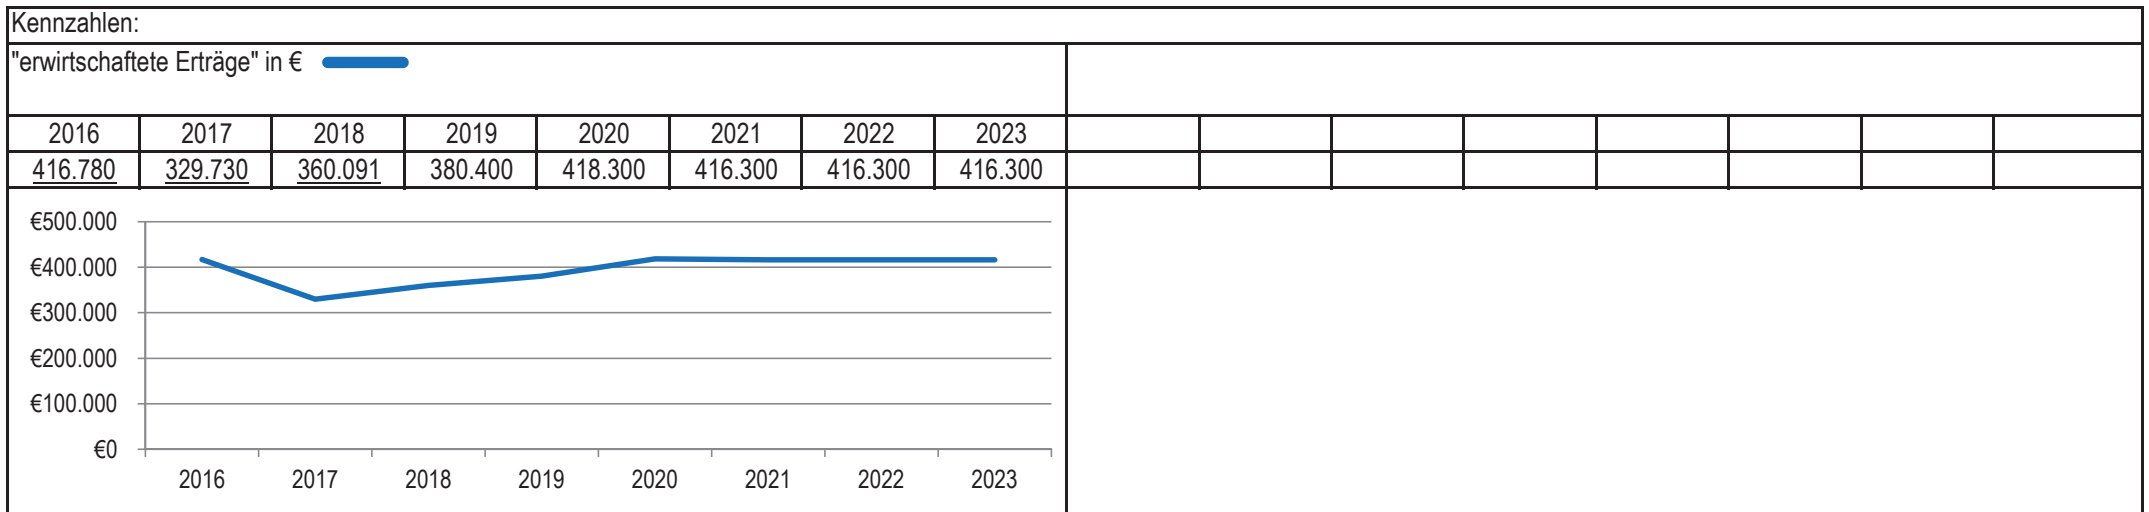 Kennzahlen:
"erwirtschaftete Erträge" in €
2016 2017 2018 2019 2020 2021 2022 2023
416.780 329.730 360.091 380.400 418.300 416.300 416.300 416.300
€500.000
€400.000
€300.000
€200.000
€100.000
€0
2016 2017 2018 2019 2020 2021 2022 2023